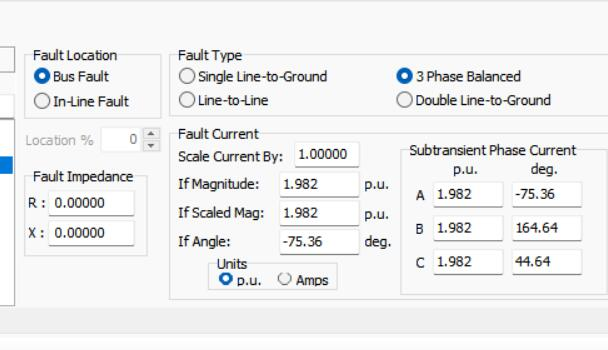 Fault Location
Bus Fault
In-Line Fault
Location % 0
Fault Impedance
R : 0.00000
X : 0.00000
Fault Type
Single Line-to-Ground
3 Phase Balanced
Line-to-Line
Double Line-to-Ground
Fault Current
Scale Current By: 1.00000
If Magnitude: 1.982 p.u.
If Scaled Mag: 1.982 p.u.
If Angle: -75.36 deg.
Units
p.u. Amps
Subtransient Phase Current
p.u. deg.
A 1.982 -75.36
B 1.982 164.64
C 1.982 44.64